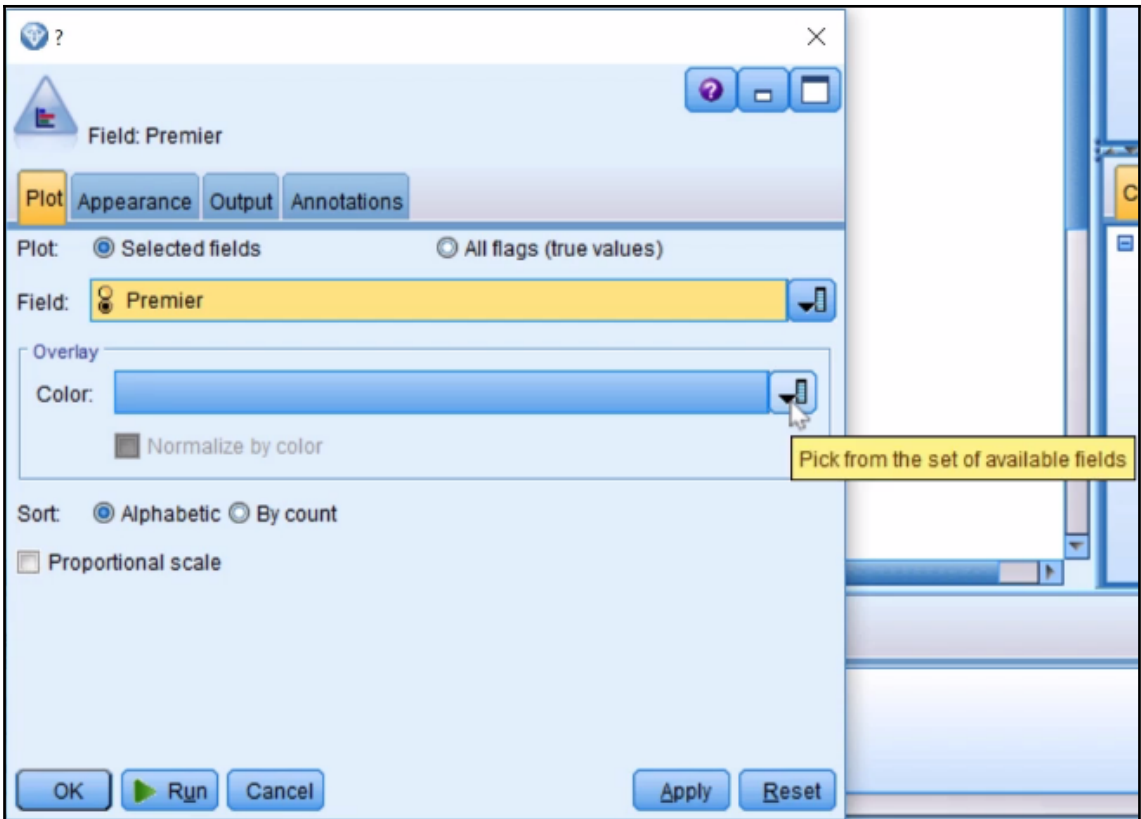 ?
Field: Premier
Plot Appearance Output Annotations
Plot: Selected fields All flags (true values)
Field: Premier
Overlay
Color:
Normalize by color
Pick from the set of available fields
Sort: Alphabetic By count
Proportional scale
OK Run Cancel Apply Reset
C